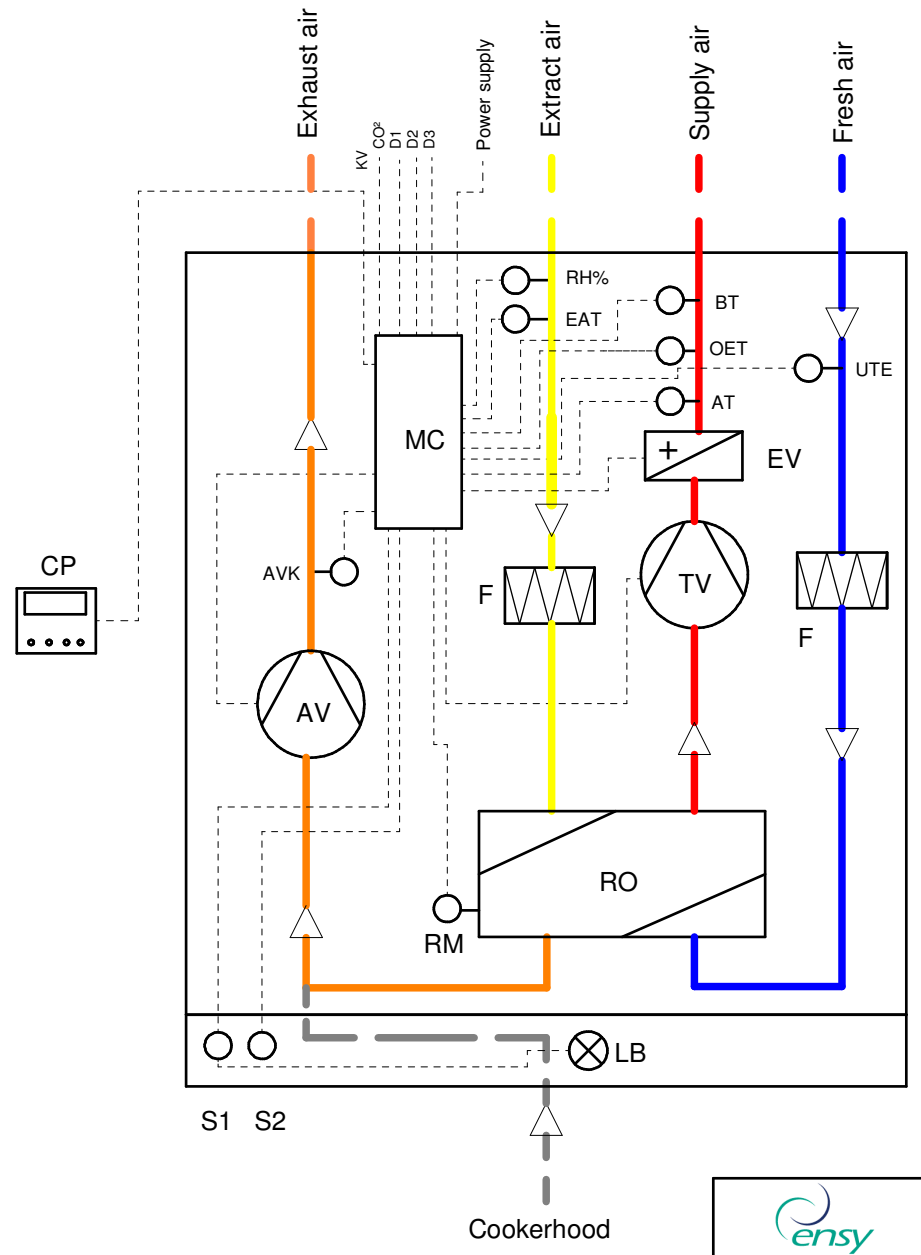 Exhaust air
KV
CO²
D1
D2
D3
Power supply
Extract air
Supply air
Fresh air
RH%
EAT
BT
OET
UTE
AT
MC
+
EV
CP
AVK
F
TV
F
AV
RO
RM
LB
S1 S2
Cookerhood
ensy